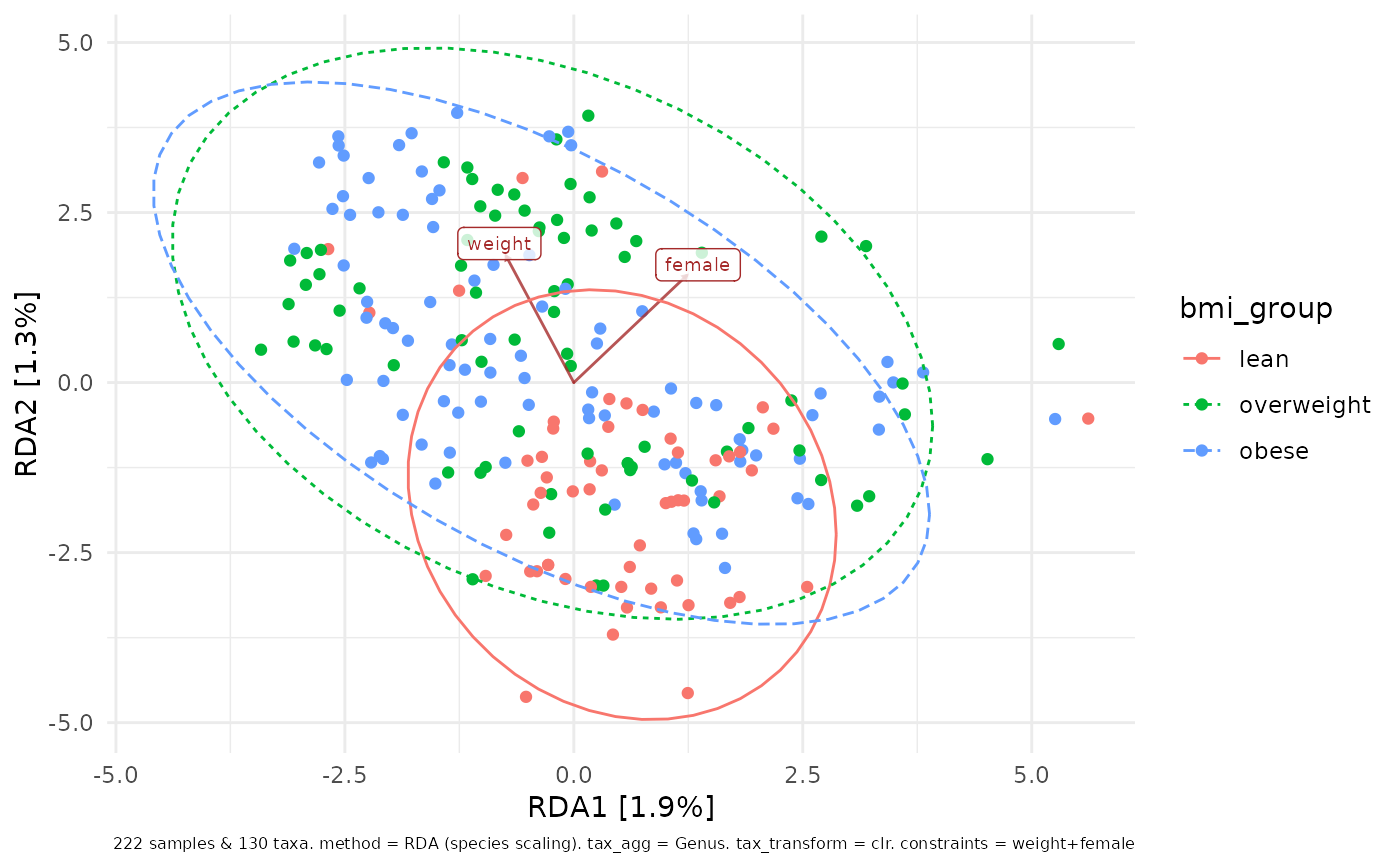 5.0
2.5
0.0
-2.5
-5.0
RDA2 [1.3%]
weight
female
-5.0 -2.5 0.0 2.5 5.0
RDA1 [1.9%]
bmi_group
lean
overweight
obese
222 samples & 130 taxa. method = RDA (species scaling). tax_agg = Genus. tax_transform = clr. constraints = weight+female